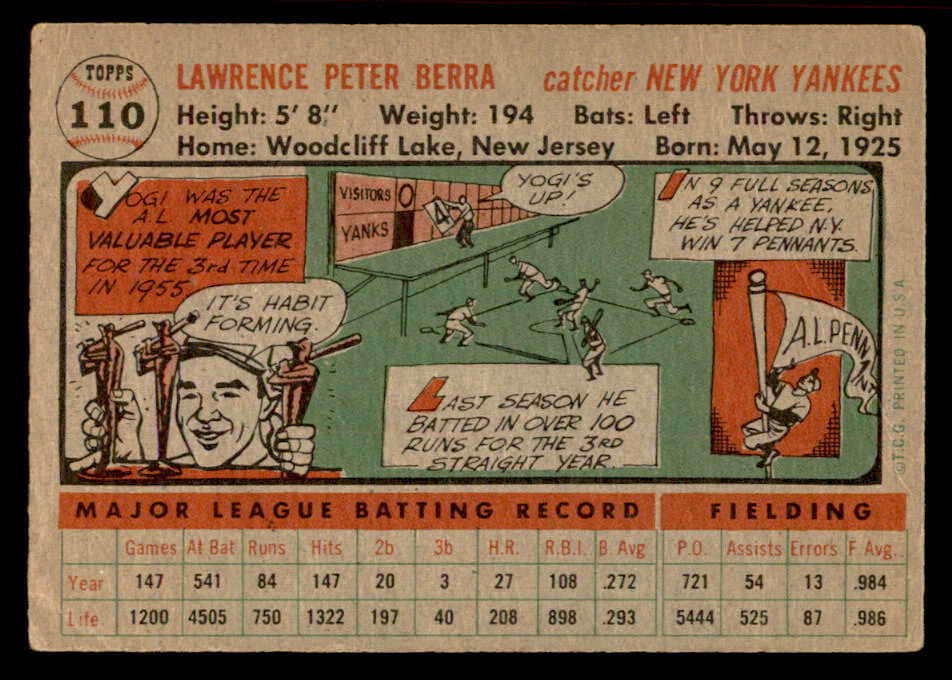 TOPPS
110
LAWRENCE PETER BERRA catcher NEW YORK YANKEES
Height: 5' 8" Weight: 194 Bats: Left Throws: Right
Home: Woodcliff Lake, New Jersey Born: May 12, 1925
YOGI WAS THE
A.L. MOST
VALUABLE PLAYER
FOR THE 3rd TIME
IN 1955
IT'S HABIT
FORMING.
VISITORS 0
YANKS 4
YOGI'S
UP!
LAST SEASON HE
BATTED IN OVER 100
RUNS FOR THE 3RD
STRAIGHT YEAR.
IN 9 FULL SEASONS
AS A YANKEE,
HE'S HELPED N.Y.
WIN 7 PENNANTS.
A.L. PENNANT
©T.C.G. PRINTED IN U.S.A.
MAJOR LEAGUE BATTING RECORD FIELDING
Games At Bat Runs Hits 2b 3b H.R. R.B.I. B. Avg P.O. Assists Errors F. Avg.
Year 147 541 84 147 20 3 27 108 .272 721 54 13 .984
Life 1200 4505 750 1322 197 40 208 898 .293 5444 525 87 .986